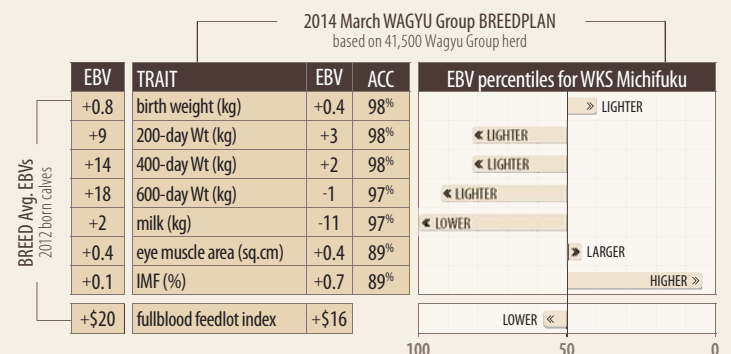 2014 March WAGYU Group BREEDPLAN
based on 41,500 Wagyu Group herd
EBV TRAIT EBV ACC EBV percentiles for WKS Michifuku
+0.8 birth weight (kg) +0.4 98% » LIGHTER
+9 200-day Wt (kg) +3 98% « LIGHTER
+14 400-day Wt (kg) +2 98% « LIGHTER
+18 600-day Wt (kg) -1 97% « LIGHTER
+2 milk (kg) -11 97% « LOWER
+0.4 eye muscle area (sq.cm) +0.4 89% » LARGER
+0.1 IMF (%) +0.7 89% HIGHER »
+$20 fullblood feedlot index +$16 LOWER «
100 50 0
BREED Avg. EBVs
2012 born calves